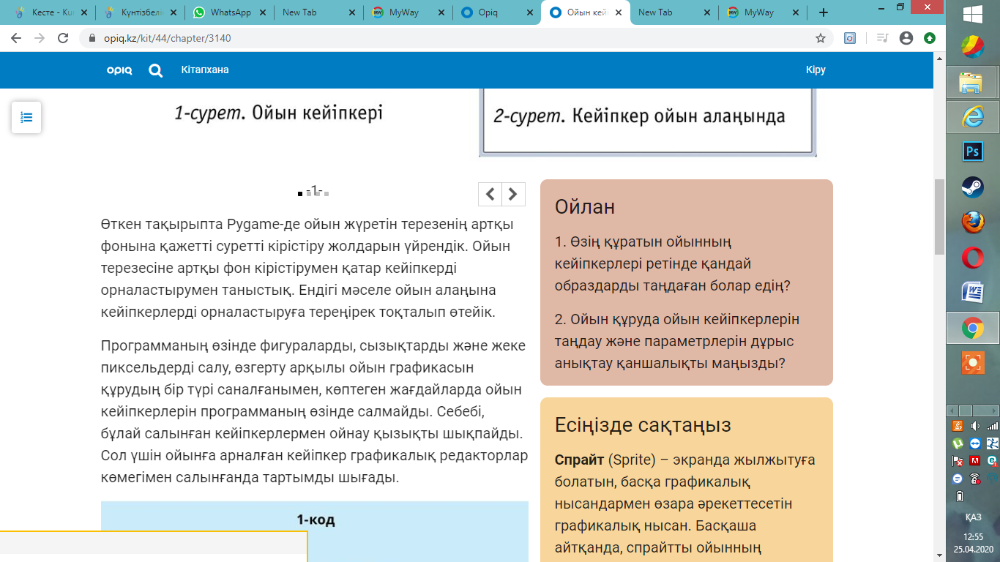 Кесте - Ku
Күнтізбелі
WhatsApp
New Tab
MyWay
Opiq
Ойын кей
New Tab
MyWay
opiq.kz/kit/44/chapter/3140
opiq
Кітапхана
Кіру
1-сурет. Ойын кейіпкері
2-сурет. Кейіпкер ойын алаңында
-1-
Өткен тақырыпта Pygame-де ойын жүретін терезенің артқы
фонына қажетті суретті кірістіру жолдарын үйрендік. Ойын
терезесіне артқы фон кірістірумен қатар кейіпкерді
орналастырумен таныстық. Ендігі мәселе ойын алаңына
кейіпкерлерді орналастыруға тереңірек тоқталып өтейік.
Программаның өзінде фигураларды, сызықтарды және жеке
пиксельдерді салу, өзгерту арқылы ойын графикасын
құрудың бір түрі саналғанымен, көптеген жағдайларда ойын
кейіпкерлерін программаның өзінде салмайды. Себебі,
бұлай салынған кейіпкерлермен ойнау қызықты шықпайды.
Сол үшін ойынға арналған кейіпкер графикалық редакторлар
көмегімен салынғанда тартымды шығады.
1-код
Ойлан
1. Өзің құратын ойынның
кейіпкерлері ретінде қандай
образдарды таңдаған болар едің?
2. Ойын құруда ойын кейіпкерлерін
таңдау және параметрлерін дұрыс
анықтау қаншалықты маңызды?
Есіңізде сақтаңыз
Спрайт (Sprite) – экранда жылжытуға
болатын, басқа графикалық
нысандармен өзара әрекеттесетін
графикалық нысан. Басқаша
айтқанда, спрайтты ойынның
Ps
ҚАЗ
12:55
25.04.2020